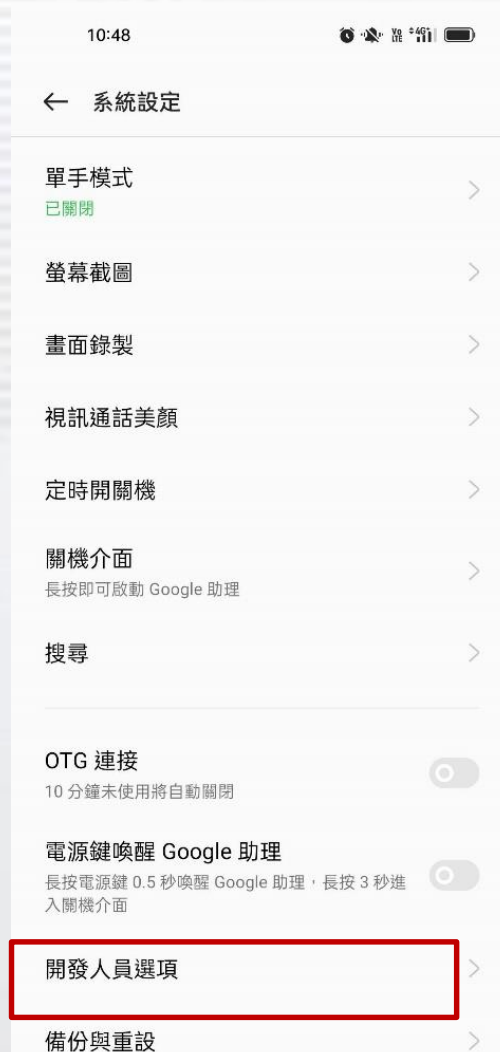 10:48
← 系統設定
單手模式
已關閉
螢幕截圖
畫面錄製
視訊通話美顏
定時開關機
關機介面
長按即可啟動 Google 助理
搜尋
OTG 連接
10 分鐘未使用將自動關閉
電源鍵喚醒 Google 助理
長按電源鍵 0.5 秒喚醒 Google 助理，長按 3 秒進
入關機介面
開發人員選項
備份與重設